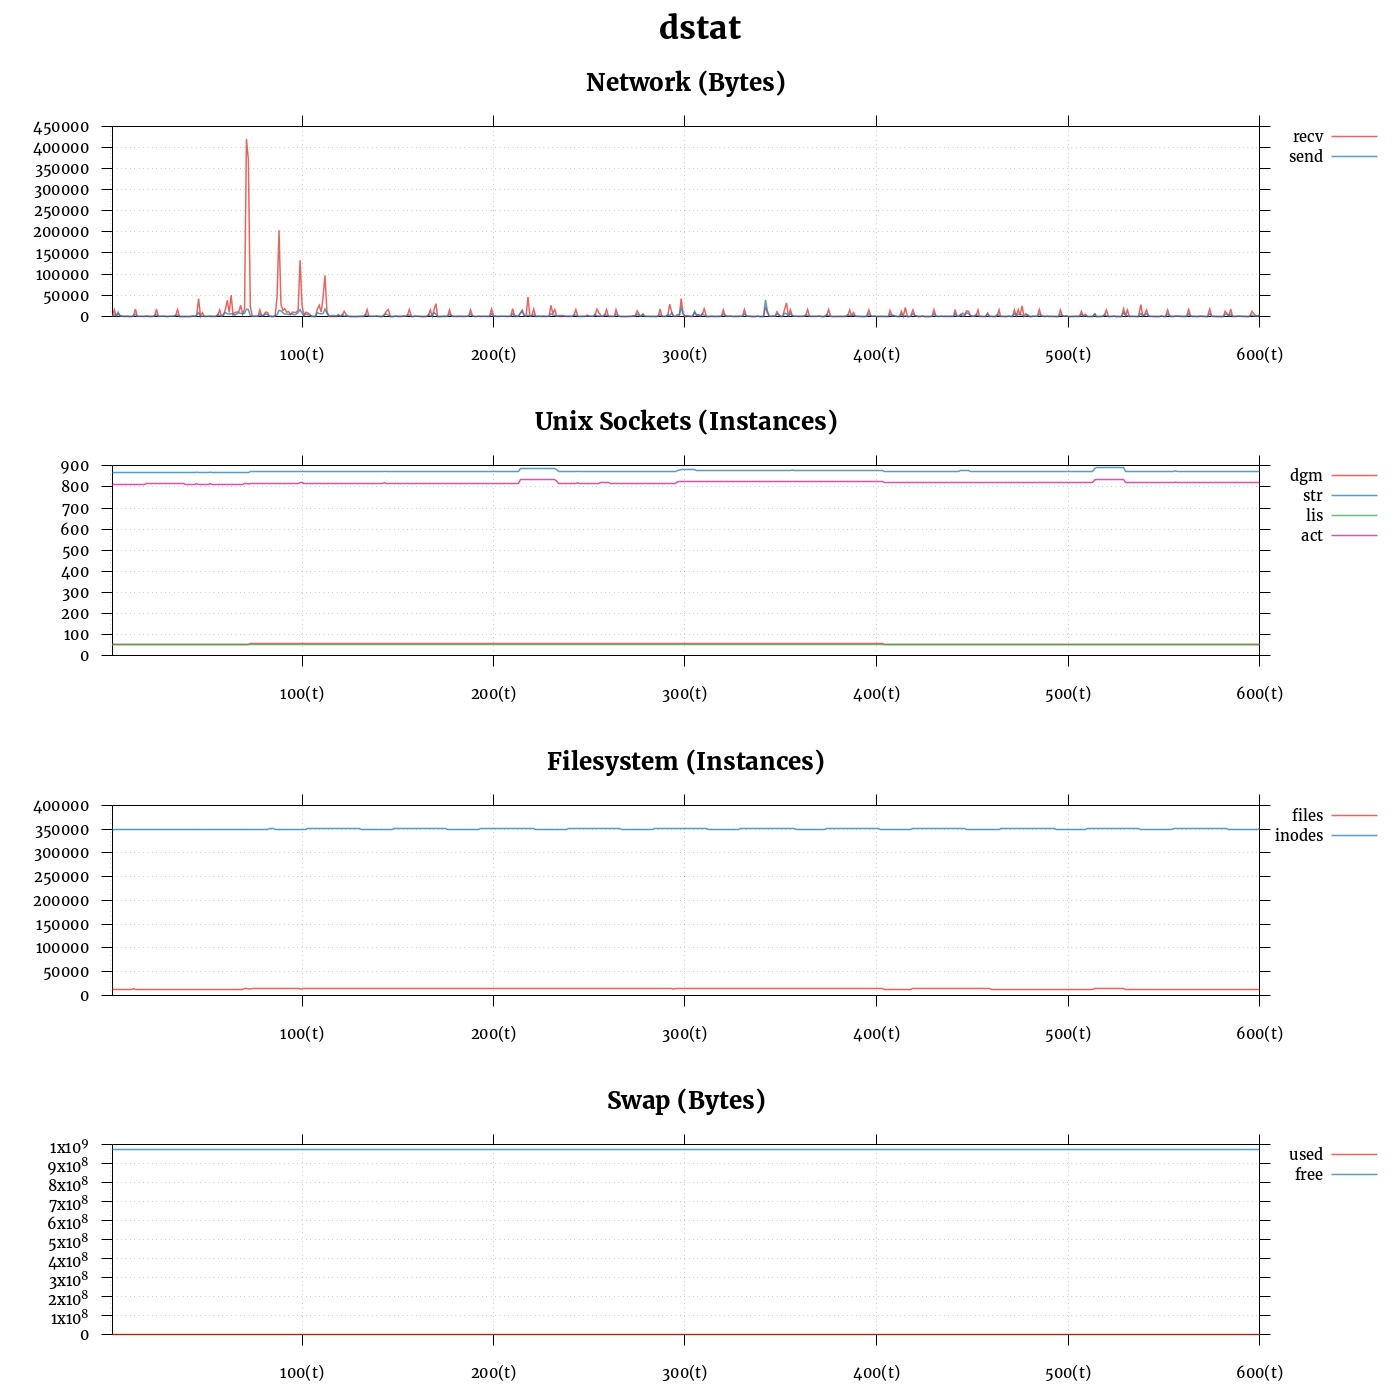 dstat
Network (Bytes)
450000
400000
350000
300000
250000
200000
150000
100000
50000
0
recv
send
100(t) 200(t) 300(t) 400(t) 500(t) 600(t)
Unix Sockets (Instances)
900
800
700
600
500
400
300
200
100
0
dgm
str
lis
act
100(t) 200(t) 300(t) 400(t) 500(t) 600(t)
Filesystem (Instances)
400000
350000
300000
250000
200000
150000
100000
50000
0
files
inodes
100(t) 200(t) 300(t) 400(t) 500(t) 600(t)
Swap (Bytes)
1x10⁹
9x10⁸
8x10⁸
7x10⁸
6x10⁸
5x10⁸
4x10⁸
3x10⁸
2x10⁸
1x10⁸
0
used
free
100(t) 200(t) 300(t) 400(t) 500(t) 600(t)